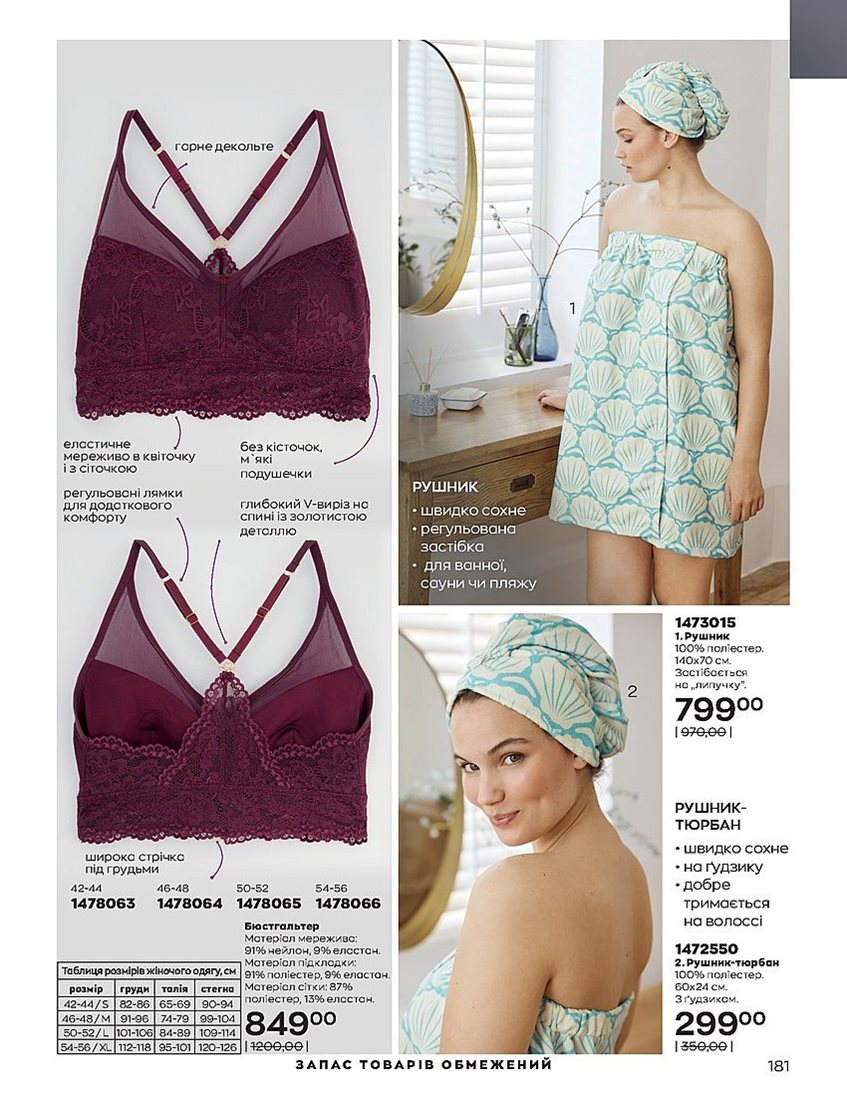 гарне декольте
еластичне
мереживо в квіточку
і з сіточкою
без кісточок,
м`які
подушечки
регульовані лямки
для додаткового
комфорту
глибокий V-виріз на
спині із золотистою
деталлю
широка стрічка
під грудьми
42-44 46-48 50-52 54-56
1478063 1478064 1478065 1478066
Бюстгальтер
Матеріал мережива:
91% нейлон, 9% еластан.
Матеріал підкладки:
91% поліестер, 9% еластан.
Матеріал сітки: 87%
поліестер, 13% еластан.
849⁰⁰
|1200,00|
Таблиця розмірів жіночого одягу, см
розмір груди талія стегна
42-44/S 82-86 65-69 90-94
46-48/M 91-96 74-79 99-104
50-52/L 101-106 84-89 109-114
54-56/XL 112-118 95-101 120-126
1
РУШНИК
• швидко сохне
• регульована
застібка
• для ванної,
сауни чи пляжу
2
1473015
1. Рушник
100% поліестер.
140х70 см.
Застібається
на „липучку”.
799⁰⁰
|970,00|
РУШНИК-
ТЮРБАН
• швидко сохне
• на ґудзику
• добре
тримається
на волоссі
1472550
2. Рушник-тюрбан
100% поліестер.
60х24 см.
З ґудзиком.
299⁰⁰
|350,00|
ЗАПАС ТОВАРІВ ОБМЕЖЕНИЙ
181